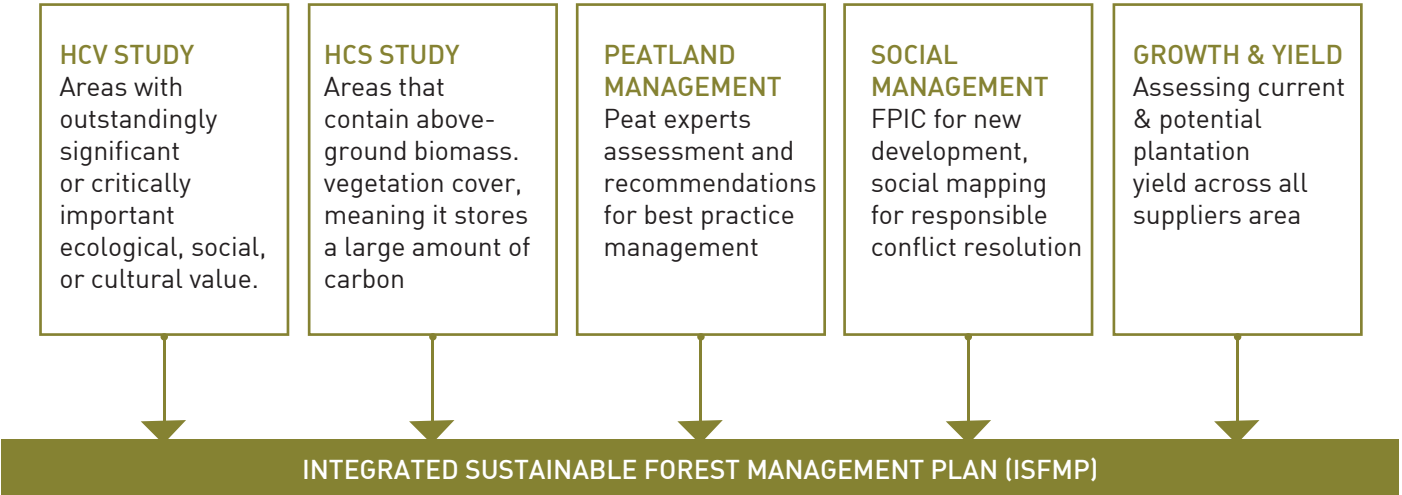 HCV STUDY
Areas with
outstandingly
significant
or critically
important
ecological, social,
or cultural value.
HCS STUDY
Areas that
contain above-
ground biomass.
vegetation cover,
meaning it stores
a large amount of
carbon
PEATLAND
MANAGEMENT
Peat experts
assessment and
recommendations
for best practice
management
SOCIAL
MANAGEMENT
FPIC for new
development,
social mapping
for responsible
conflict resolution
GROWTH & YIELD
Assessing current
& potential
plantation
yield across all
suppliers area
INTEGRATED SUSTAINABLE FOREST MANAGEMENT PLAN (ISFMP)